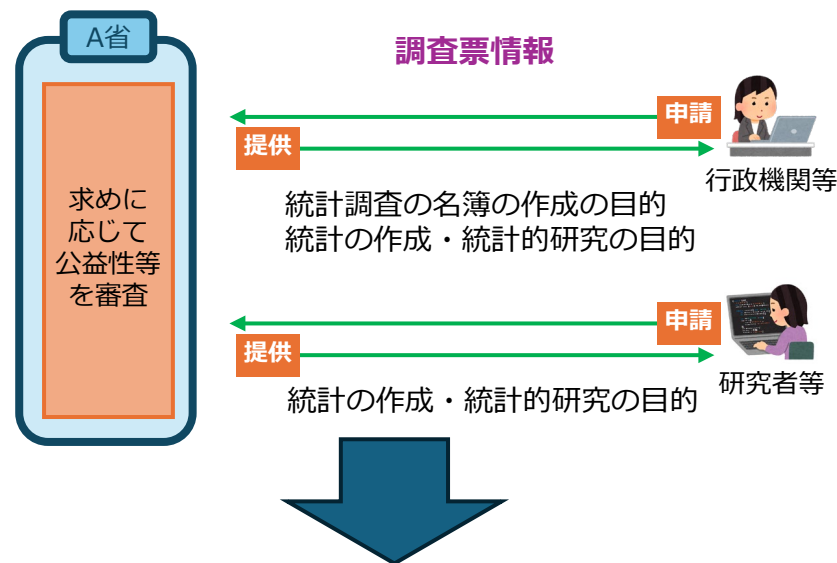 A省
調査票情報
申請
提供
行政機関等
統計調査の名簿の作成の目的
統計の作成・統計的研究の目的
求めに
応じて
公益性等
を審査
申請
提供
研究者等
統計の作成・統計的研究の目的